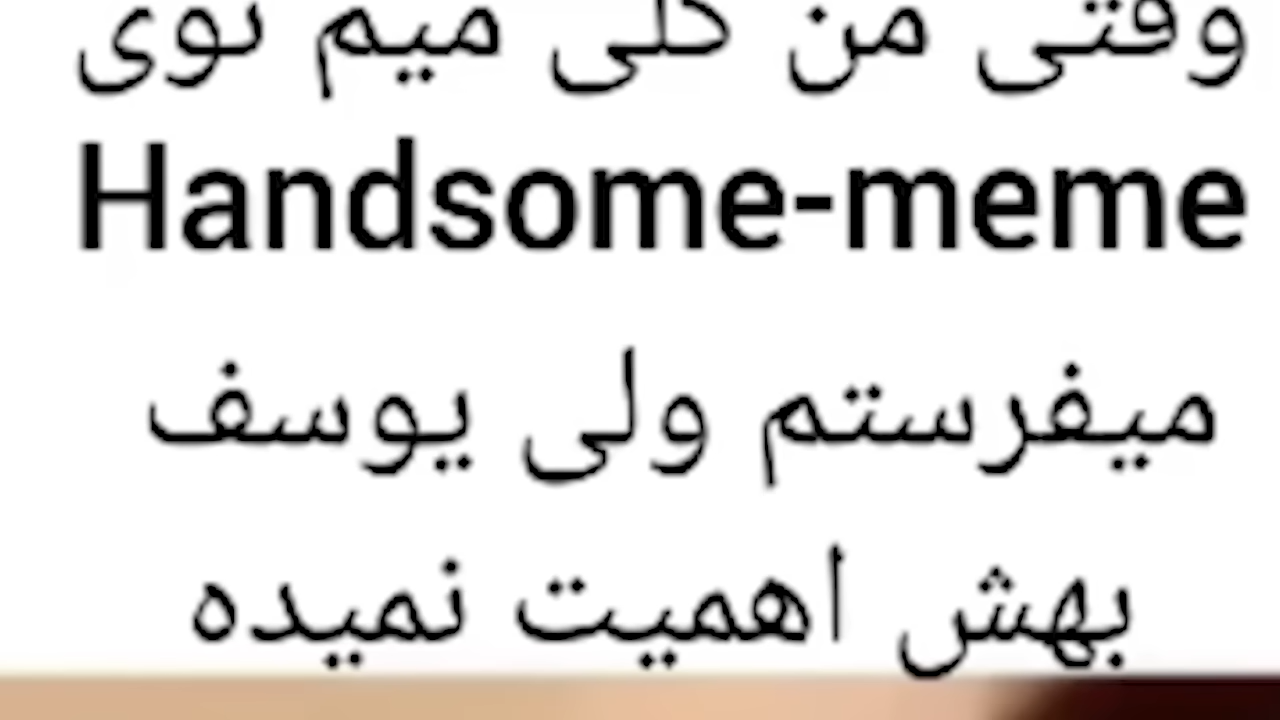 وقتی من کلی میم توی
Handsome-meme
میفرستم ولی یوسف
بهش اهمیت نمیده